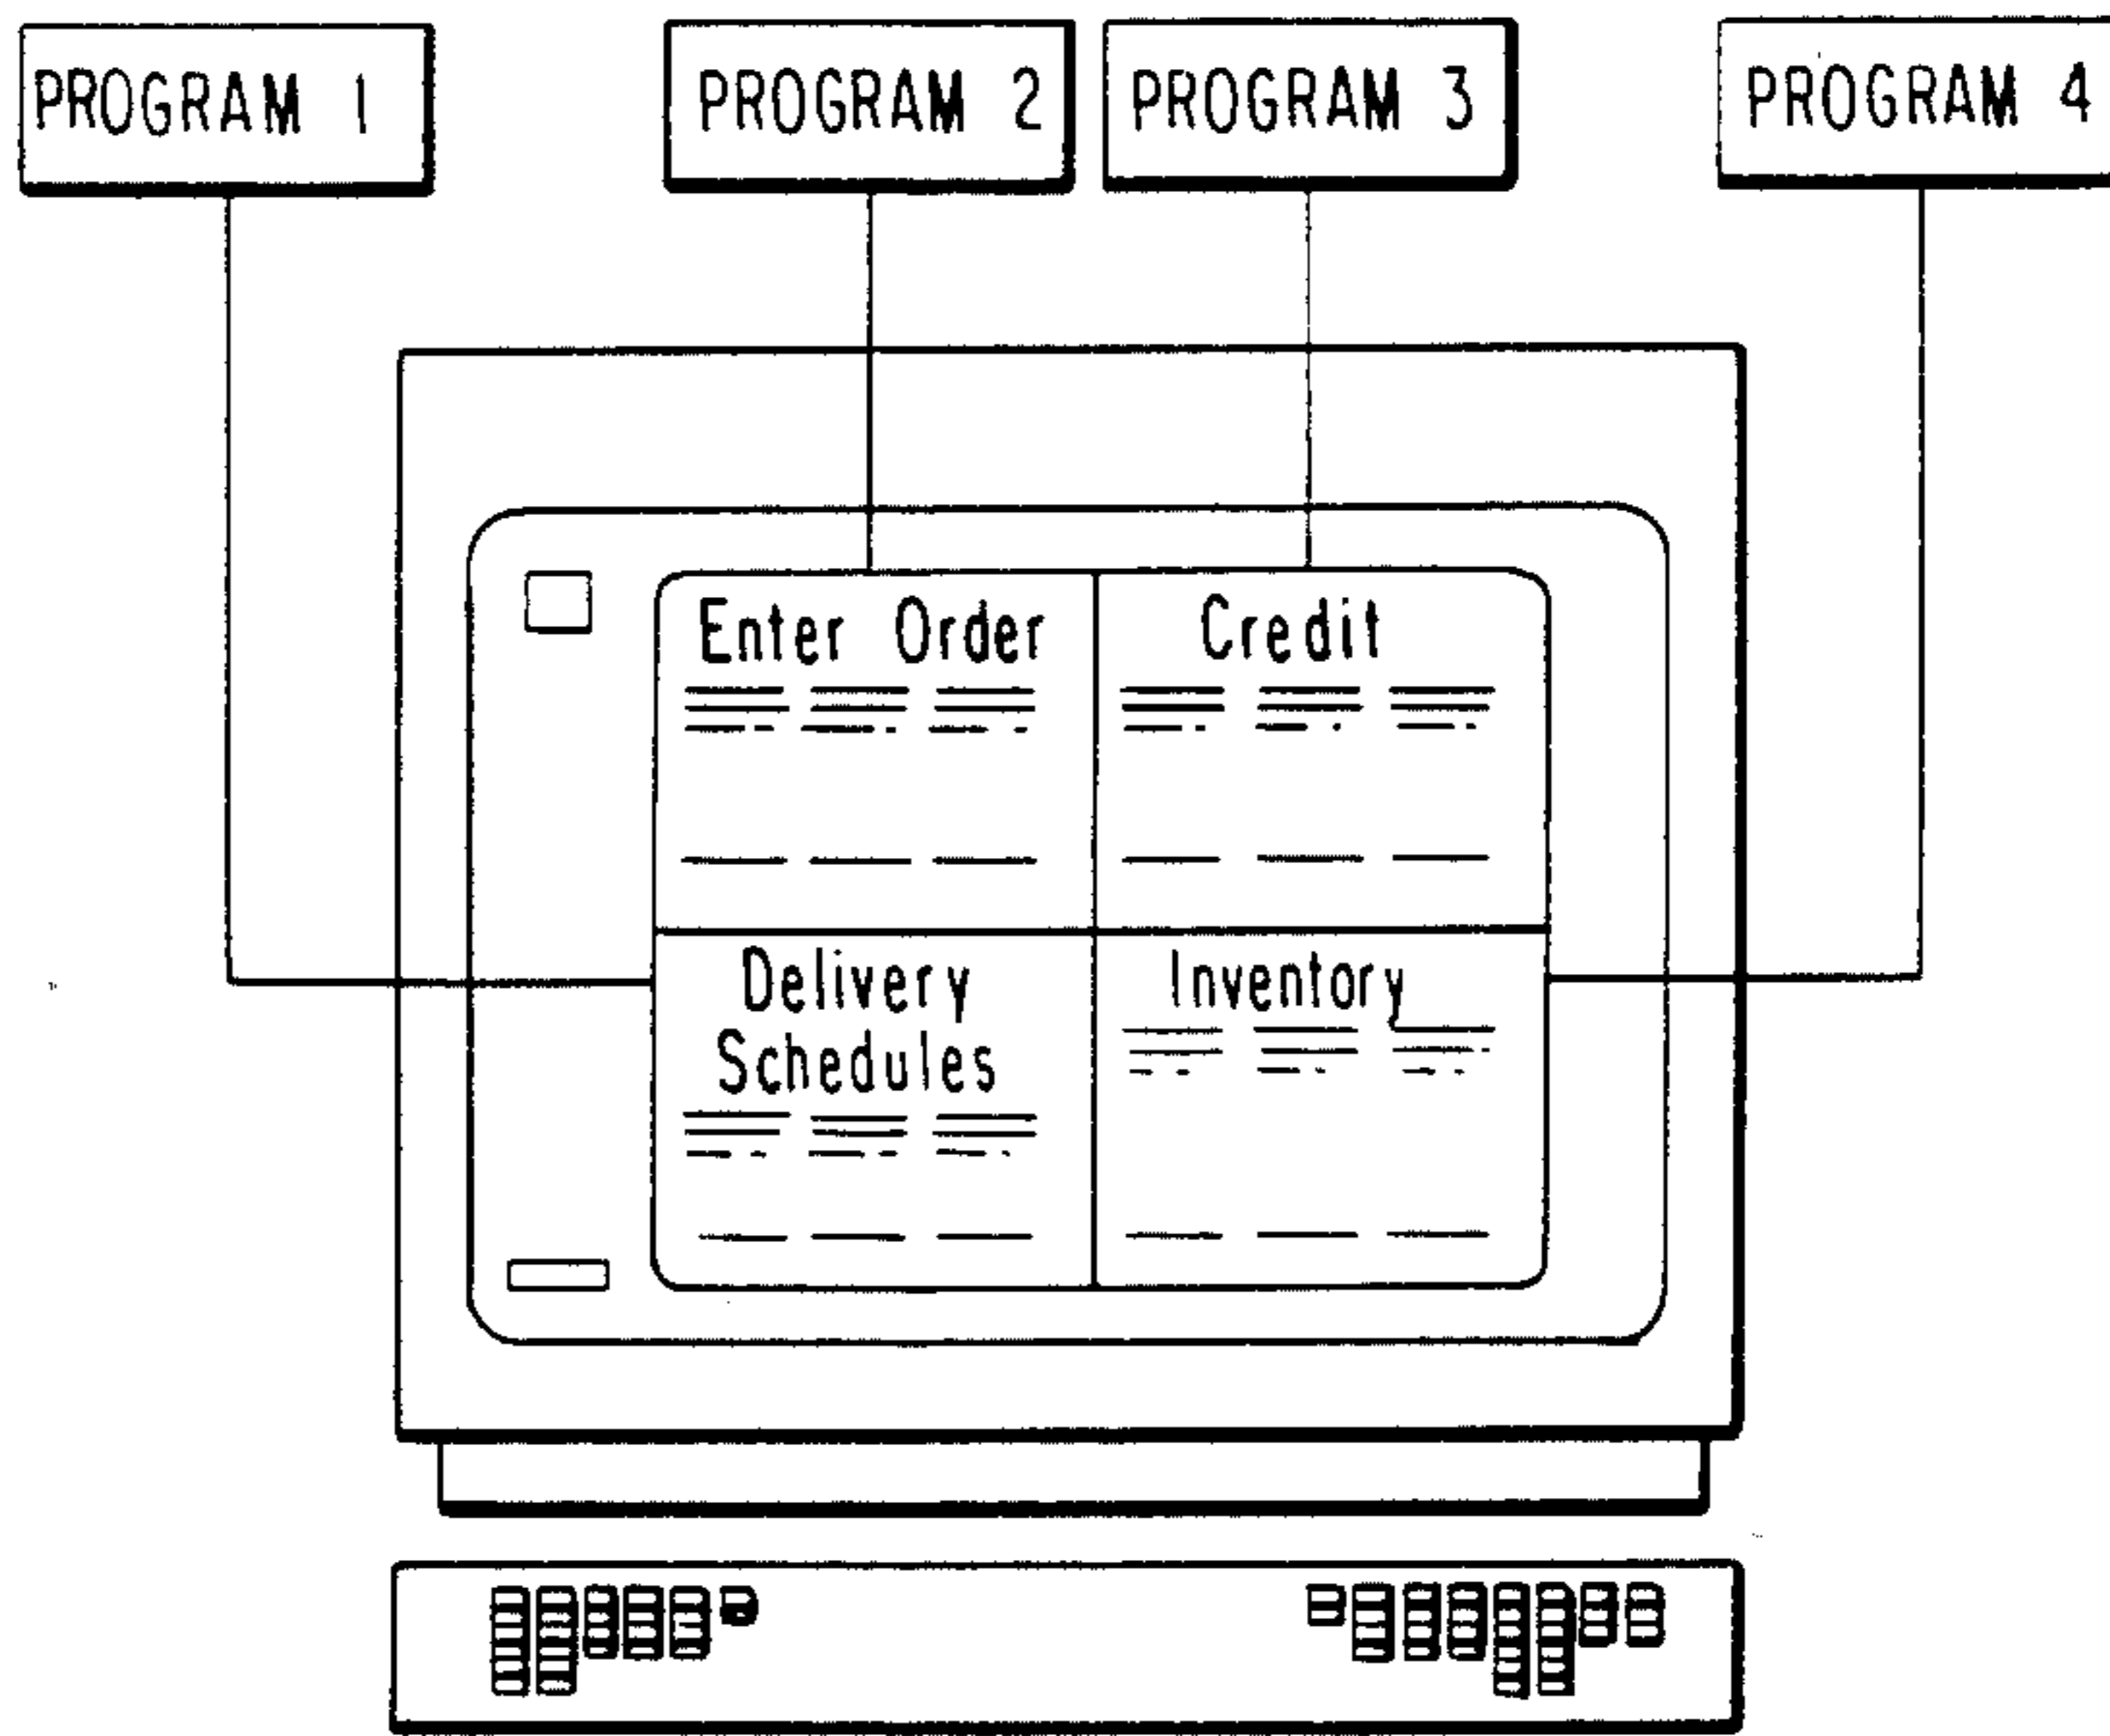 PROGRAM 1
PROGRAM 2
PROGRAM 3
PROGRAM 4
Enter Order
Credit
Delivery
Schedules
Inventory